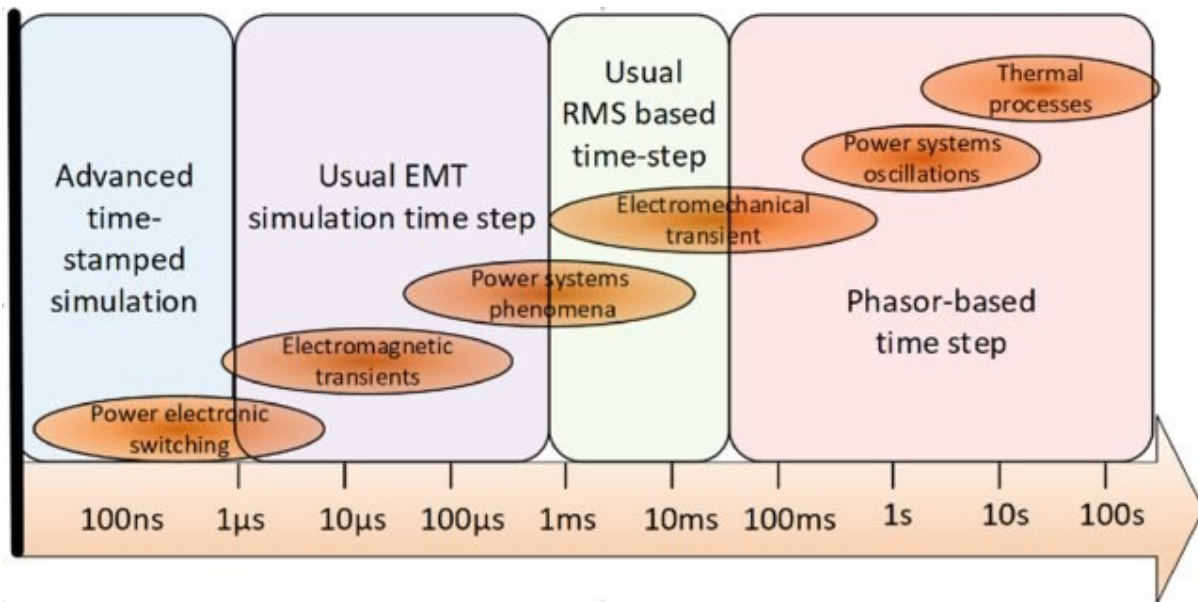 Advanced
time-
stamped
simulation
Usual EMT
simulation time step
Usual
RMS based
time-step
Phasor-based
time step
Thermal
processes
Power systems
oscillations
Electromechanical
transient
Power systems
phenomena
Electromagnetic
transients
Power electronic
switching
100ns 1µs 10µs 100µs 1ms 10ms 100ms 1s 10s 100s